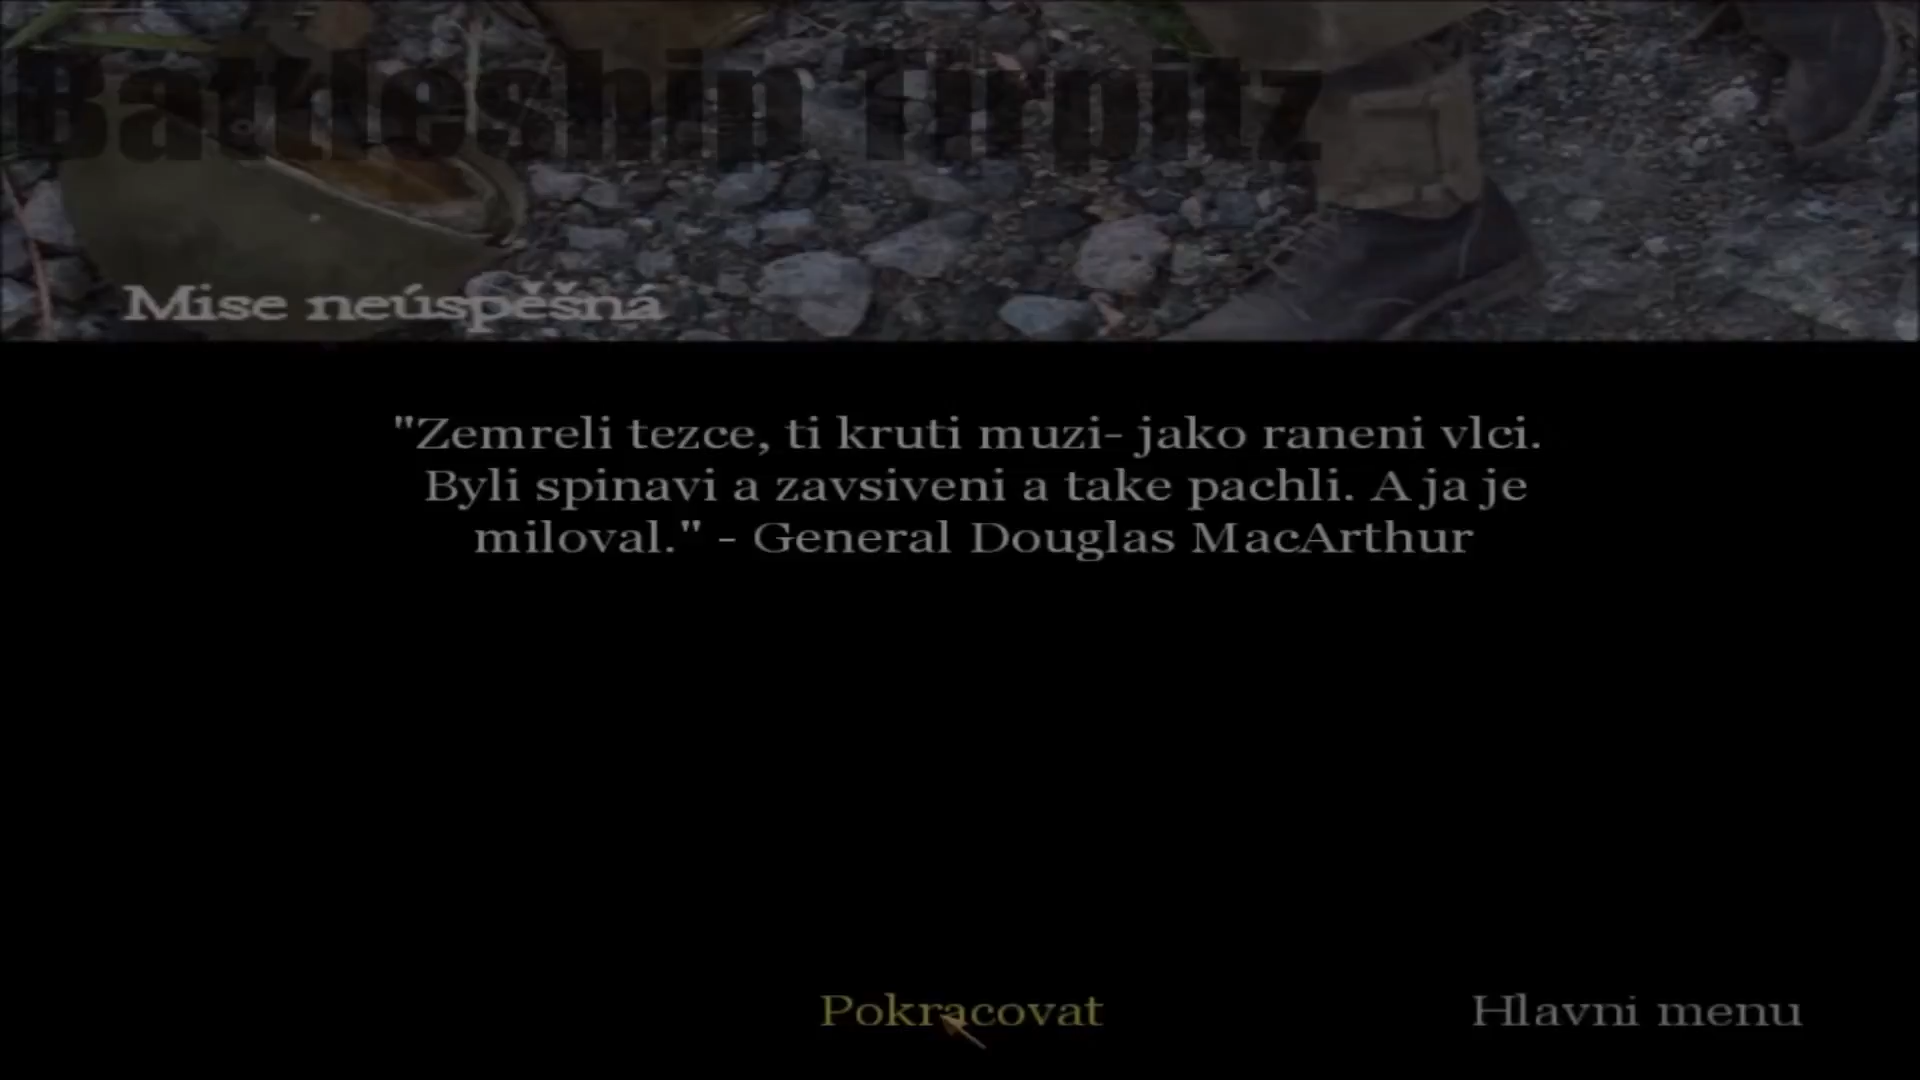 Battleship Tirpitz
Mise neúspěšná
"Zemreli tezce, ti kruti muzi- jako raneni vlci.
Byli spinavi a zavsiveni a take pachli. A ja je
miloval." - General Douglas MacArthur
Pokracovat
Hlavni menu